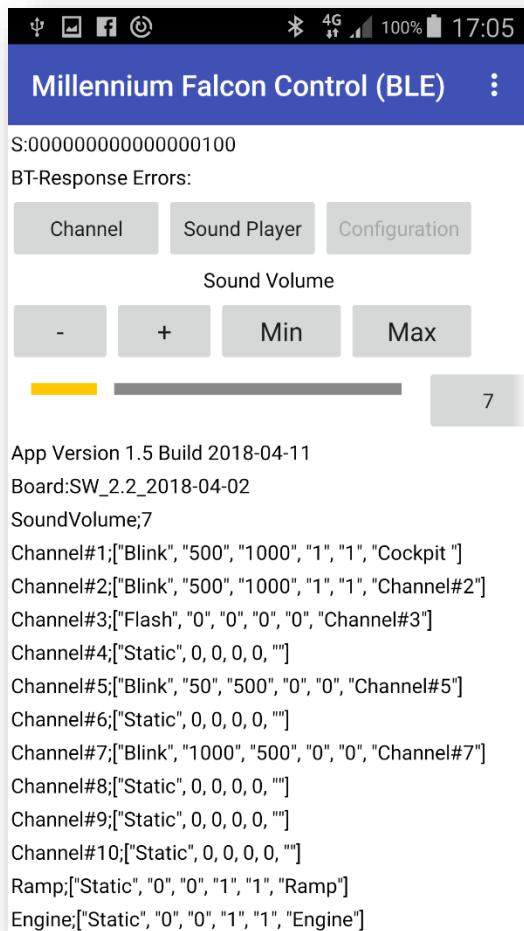 4G 100% 17:05
Millennium Falcon Control (BLE)
S:000000000000000100
BT-Response Errors:
Channel Sound Player Configuration
Sound Volume
- + Min Max
7
App Version 1.5 Build 2018-04-11
Board:SW_2.2_2018-04-02
SoundVolume;7
Channel#1;["Blink", "500", "1000", "1", "1", "Cockpit "]
Channel#2;["Blink", "500", "1000", "1", "1", "Channel#2"]
Channel#3;["Flash", "0", "0", "0", "0", "Channel#3"]
Channel#4;["Static", 0, 0, 0, 0, ""]
Channel#5;["Blink", "50", "500", "0", "0", "Channel#5"]
Channel#6;["Static", 0, 0, 0, 0, ""]
Channel#7;["Blink", "1000", "500", "0", "0", "Channel#7"]
Channel#8;["Static", 0, 0, 0, 0, ""]
Channel#9;["Static", 0, 0, 0, 0, ""]
Channel#10;["Static", 0, 0, 0, 0, ""]
Ramp;["Static", "0", "0", "1", "1", "Ramp"]
Engine;["Static", "0", "0", "1", "1", "Engine"]